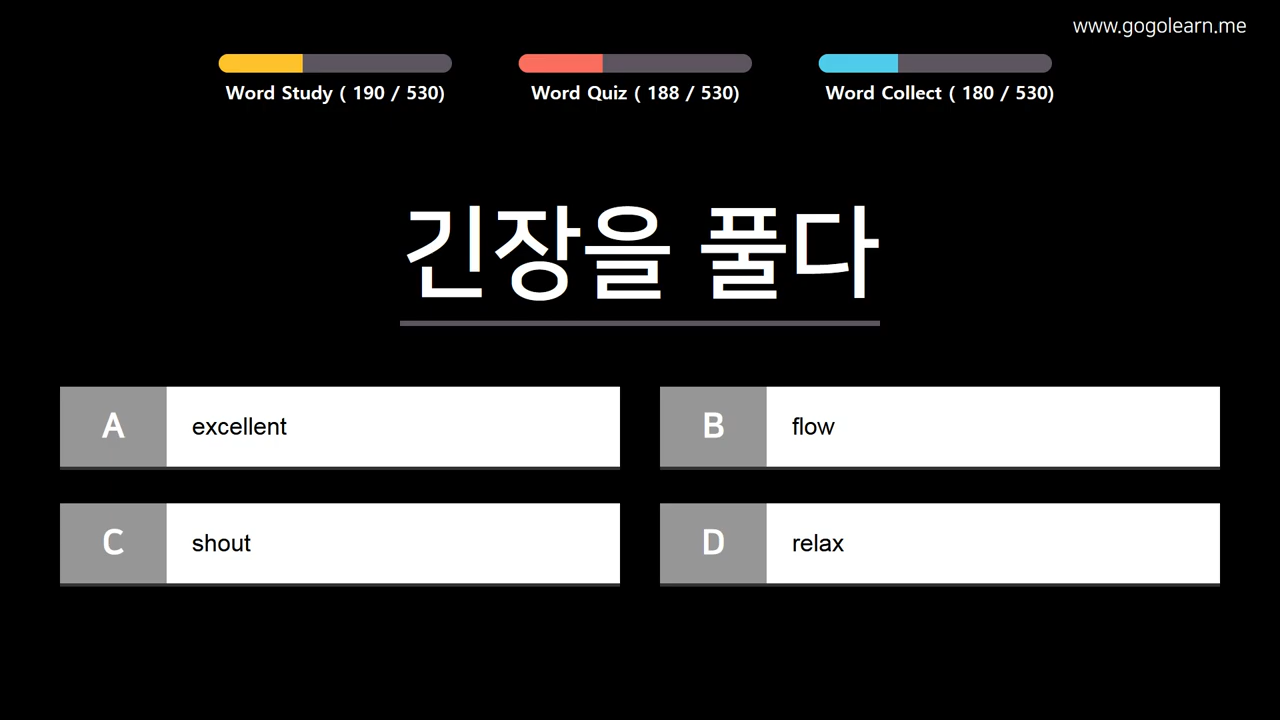 www.gogolearn.me
Word Study ( 190 / 530)
Word Quiz ( 188 / 530)
Word Collect ( 180 / 530)
긴장을 풀다
A excellent
B flow
C shout
D relax